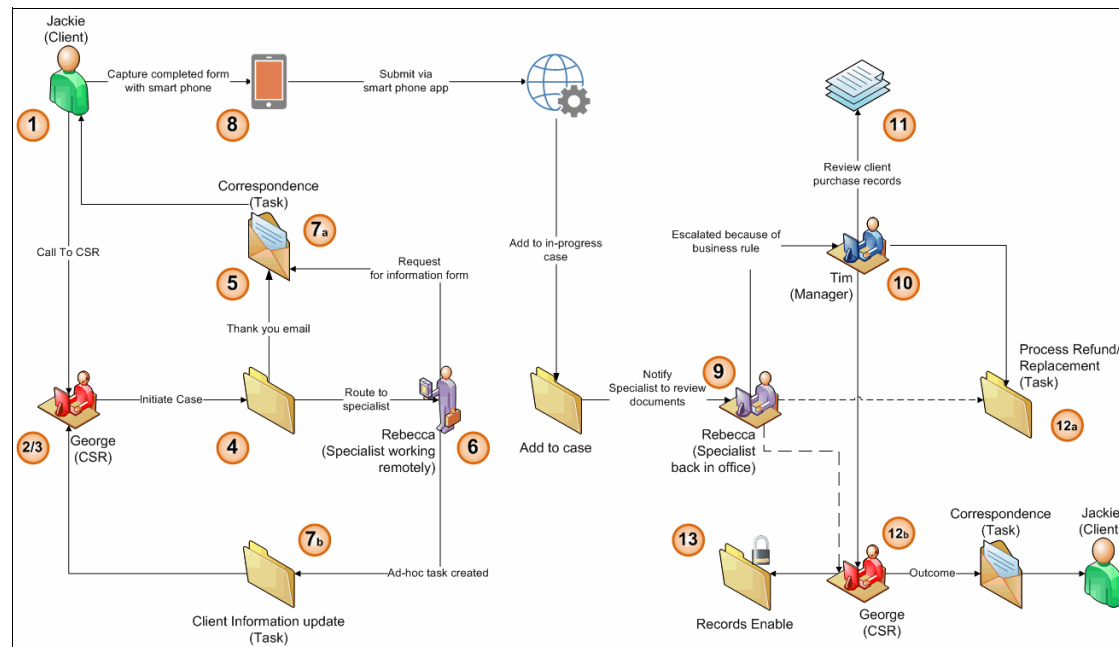 Jackie
(Client)
Capture completed form
with smart phone
Submit via
smart phone app
1
8
11
Review client
purchase records
Correspondence
(Task)
7a
Call To CSR
5
Request
for information form
Add to in-progress
case
Escalated because of
business rule
Tim
(Manager)
10
Thank you email
Process Refund/
Replacement
(Task)
9
Notify
Specialist to review
documents
Initiate Case
Route to
specialist
2/3
George
(CSR)
4
Rebecca
(Specialist working
remotely)
6
Add to case
Rebecca
(Specialist
back in office)
12a
7b
Ad-hoc task created
Client Information update
(Task)
13
Records Enable
12b
George
(CSR)
Outcome
Correspondence
(Task)
Jackie
(Client